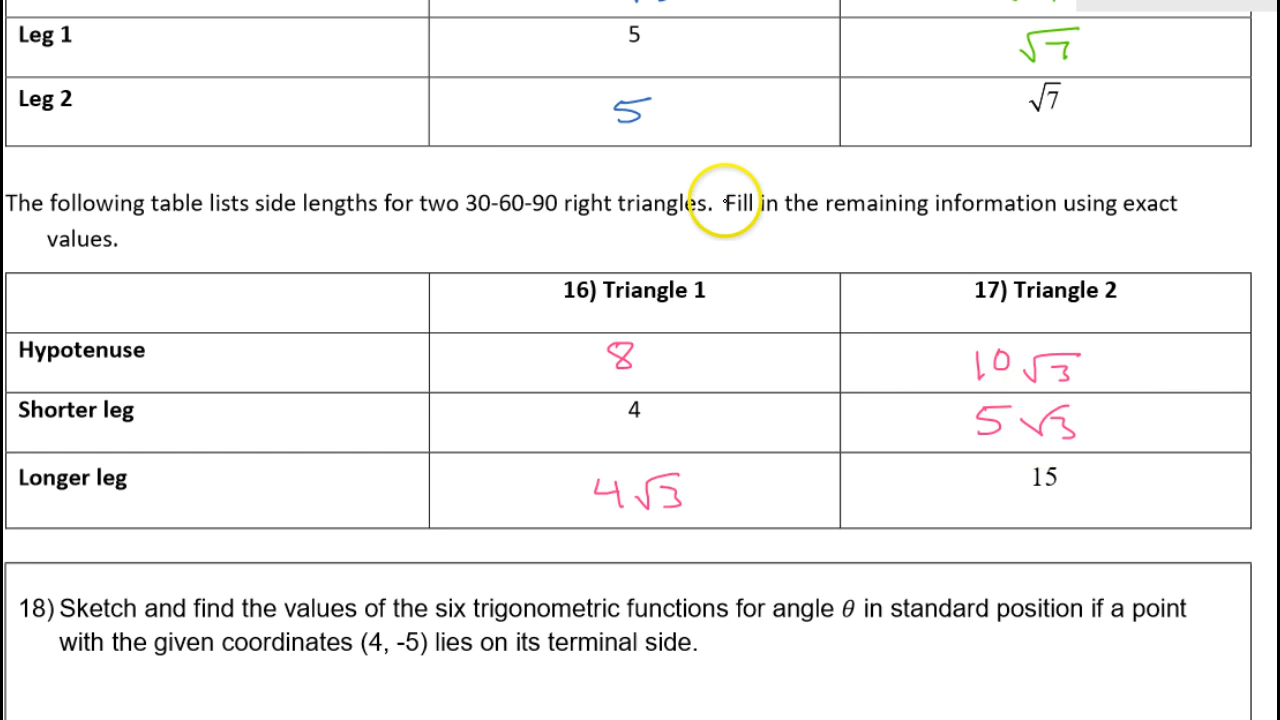 Leg 1 5 √7
Leg 2 5 √7
The following table lists side lengths for two 30-60-90 right triangles. Fill in the remaining information using exact
values.
16) Triangle 1 17) Triangle 2
Hypotenuse 8 10√3
Shorter leg 4 5√3
Longer leg 4√3 15
18) Sketch and find the values of the six trigonometric functions for angle θ in standard position if a point
with the given coordinates (4, -5) lies on its terminal side.